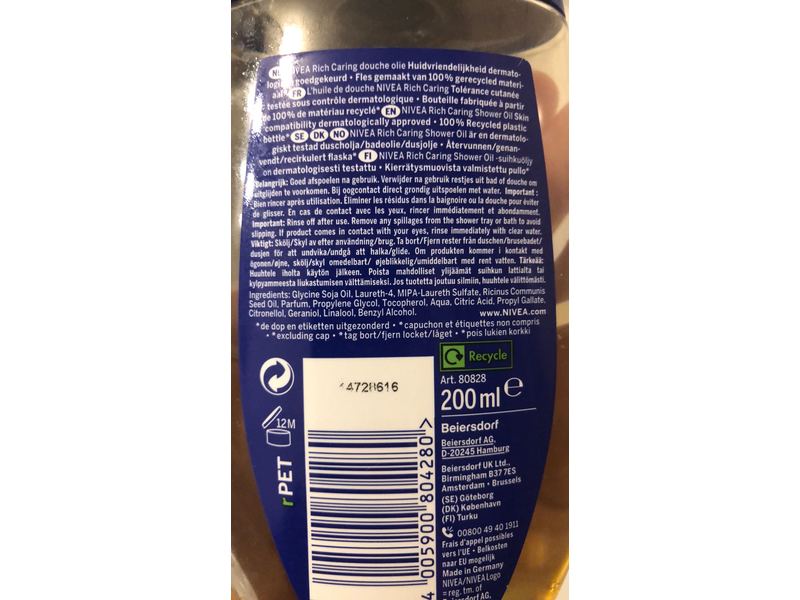 NL NIVEA Rich Caring douche olie Huidvriendelijkheid dermato-
logisch goedgekeurd • Fles gemaakt van 100% gerecycled materi-
aal* FR L'huile de douche NIVEA Rich Caring Tolérance cutanée
testée sous contrôle dermatologique • Bouteille fabriquée à partir
de 100% de matériau recyclé* EN NIVEA Rich Caring Shower Oil Skin
compatibility dermatologically approved • 100% Recycled plastic
bottle* SE DK NO NIVEA Rich Caring Shower Oil är en dermatolo-
giskt testad duscholja/badeolie/dusjolje • Återvunnen/genan-
vendt/recirkulert flaska* FI NIVEA Rich Caring Shower Oil -suihkuöljy
on dermatologisesti testattu • Kierrätysmuovista valmistettu pullo*
Belangrijk: Goed afspoelen na gebruik. Verwijder na gebruik restjes uit bad of douche om
uitglijden te voorkomen. Bij oogcontact direct grondig uitspoelen met water. Important :
Bien rincer après utilisation. Éliminer les résidus dans la baignoire ou la douche pour éviter
de glisser. En cas de contact avec les yeux, rincer immédiatement et abondamment.
Important: Rinse off after use. Remove any spillages from the shower tray or bath to avoid
slipping. If product comes in contact with your eyes, rinse immediately with clear water.
Viktigt: Skölj/Skyl av efter användning/brug. Ta bort/Fjern rester från duschen/brusebadet/
dusjen för att undvika/undgå att halka/glide. Om produkten kommer i kontakt med
ögonen/øjne, skölj/skyl omedelbart/ øjeblikkelig/umiddelbart med rent vatten. Tärkeää:
Huuhtele iholta käytön jälkeen. Poista mahdolliset ylijäämät suihkun lattialta tai
kylpyammeesta liukastumisen välttämiseksi. Jos tuotetta joutuu silmiin, huuhtele välittömästi.
Ingredients: Glycine Soja Oil, Laureth-4, MIPA-Laureth Sulfate, Ricinus Communis
Seed Oil, Parfum, Propylene Glycol, Tocopherol, Aqua, Citric Acid, Propyl Gallate,
Citronellol, Geraniol, Linalool, Benzyl Alcohol.
www.NIVEA.com
*de dop en etiketten uitgezonderd • *capuchon et étiquettes non compris
• *excluding cap • *tag bort/fjern locket/låget • *pois lukien korkki
Recycle
Art. 80828
200 ml e
14728616
12M
rPET
4 005900 804280 >
Beiersdorf
Beiersdorf AG,
D-20245 Hamburg
Beiersdorf UK Ltd.,
Birmingham B37 7ES
Amsterdam • Brussels
(SE) Göteborg
(DK) København
(FI) Turku
00800 49 40 1911
Frais d'appel possibles
vers l'UE • Belkosten
naar EU mogelijk
Made in Germany
NIVEA/NIVEA Logo
= reg. tm. of
Beiersdorf AG.